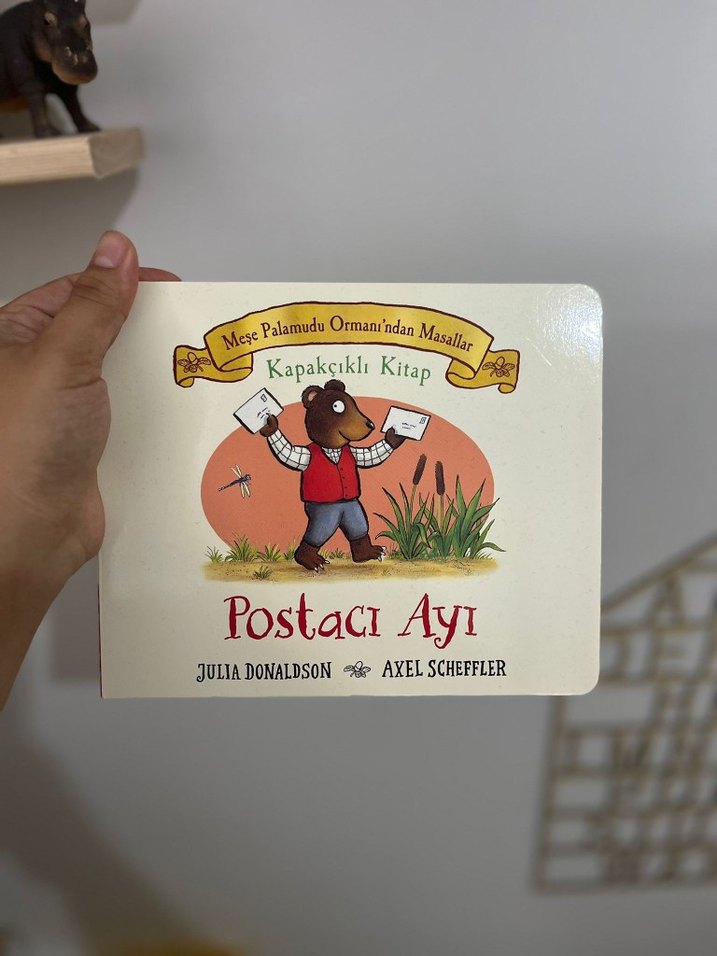 Meşe Palamudu Ormanı'ndan Masallar
Kapakçıklı Kitap
Postacı Ayı
JULIA DONALDSON AXEL SCHEFFLER